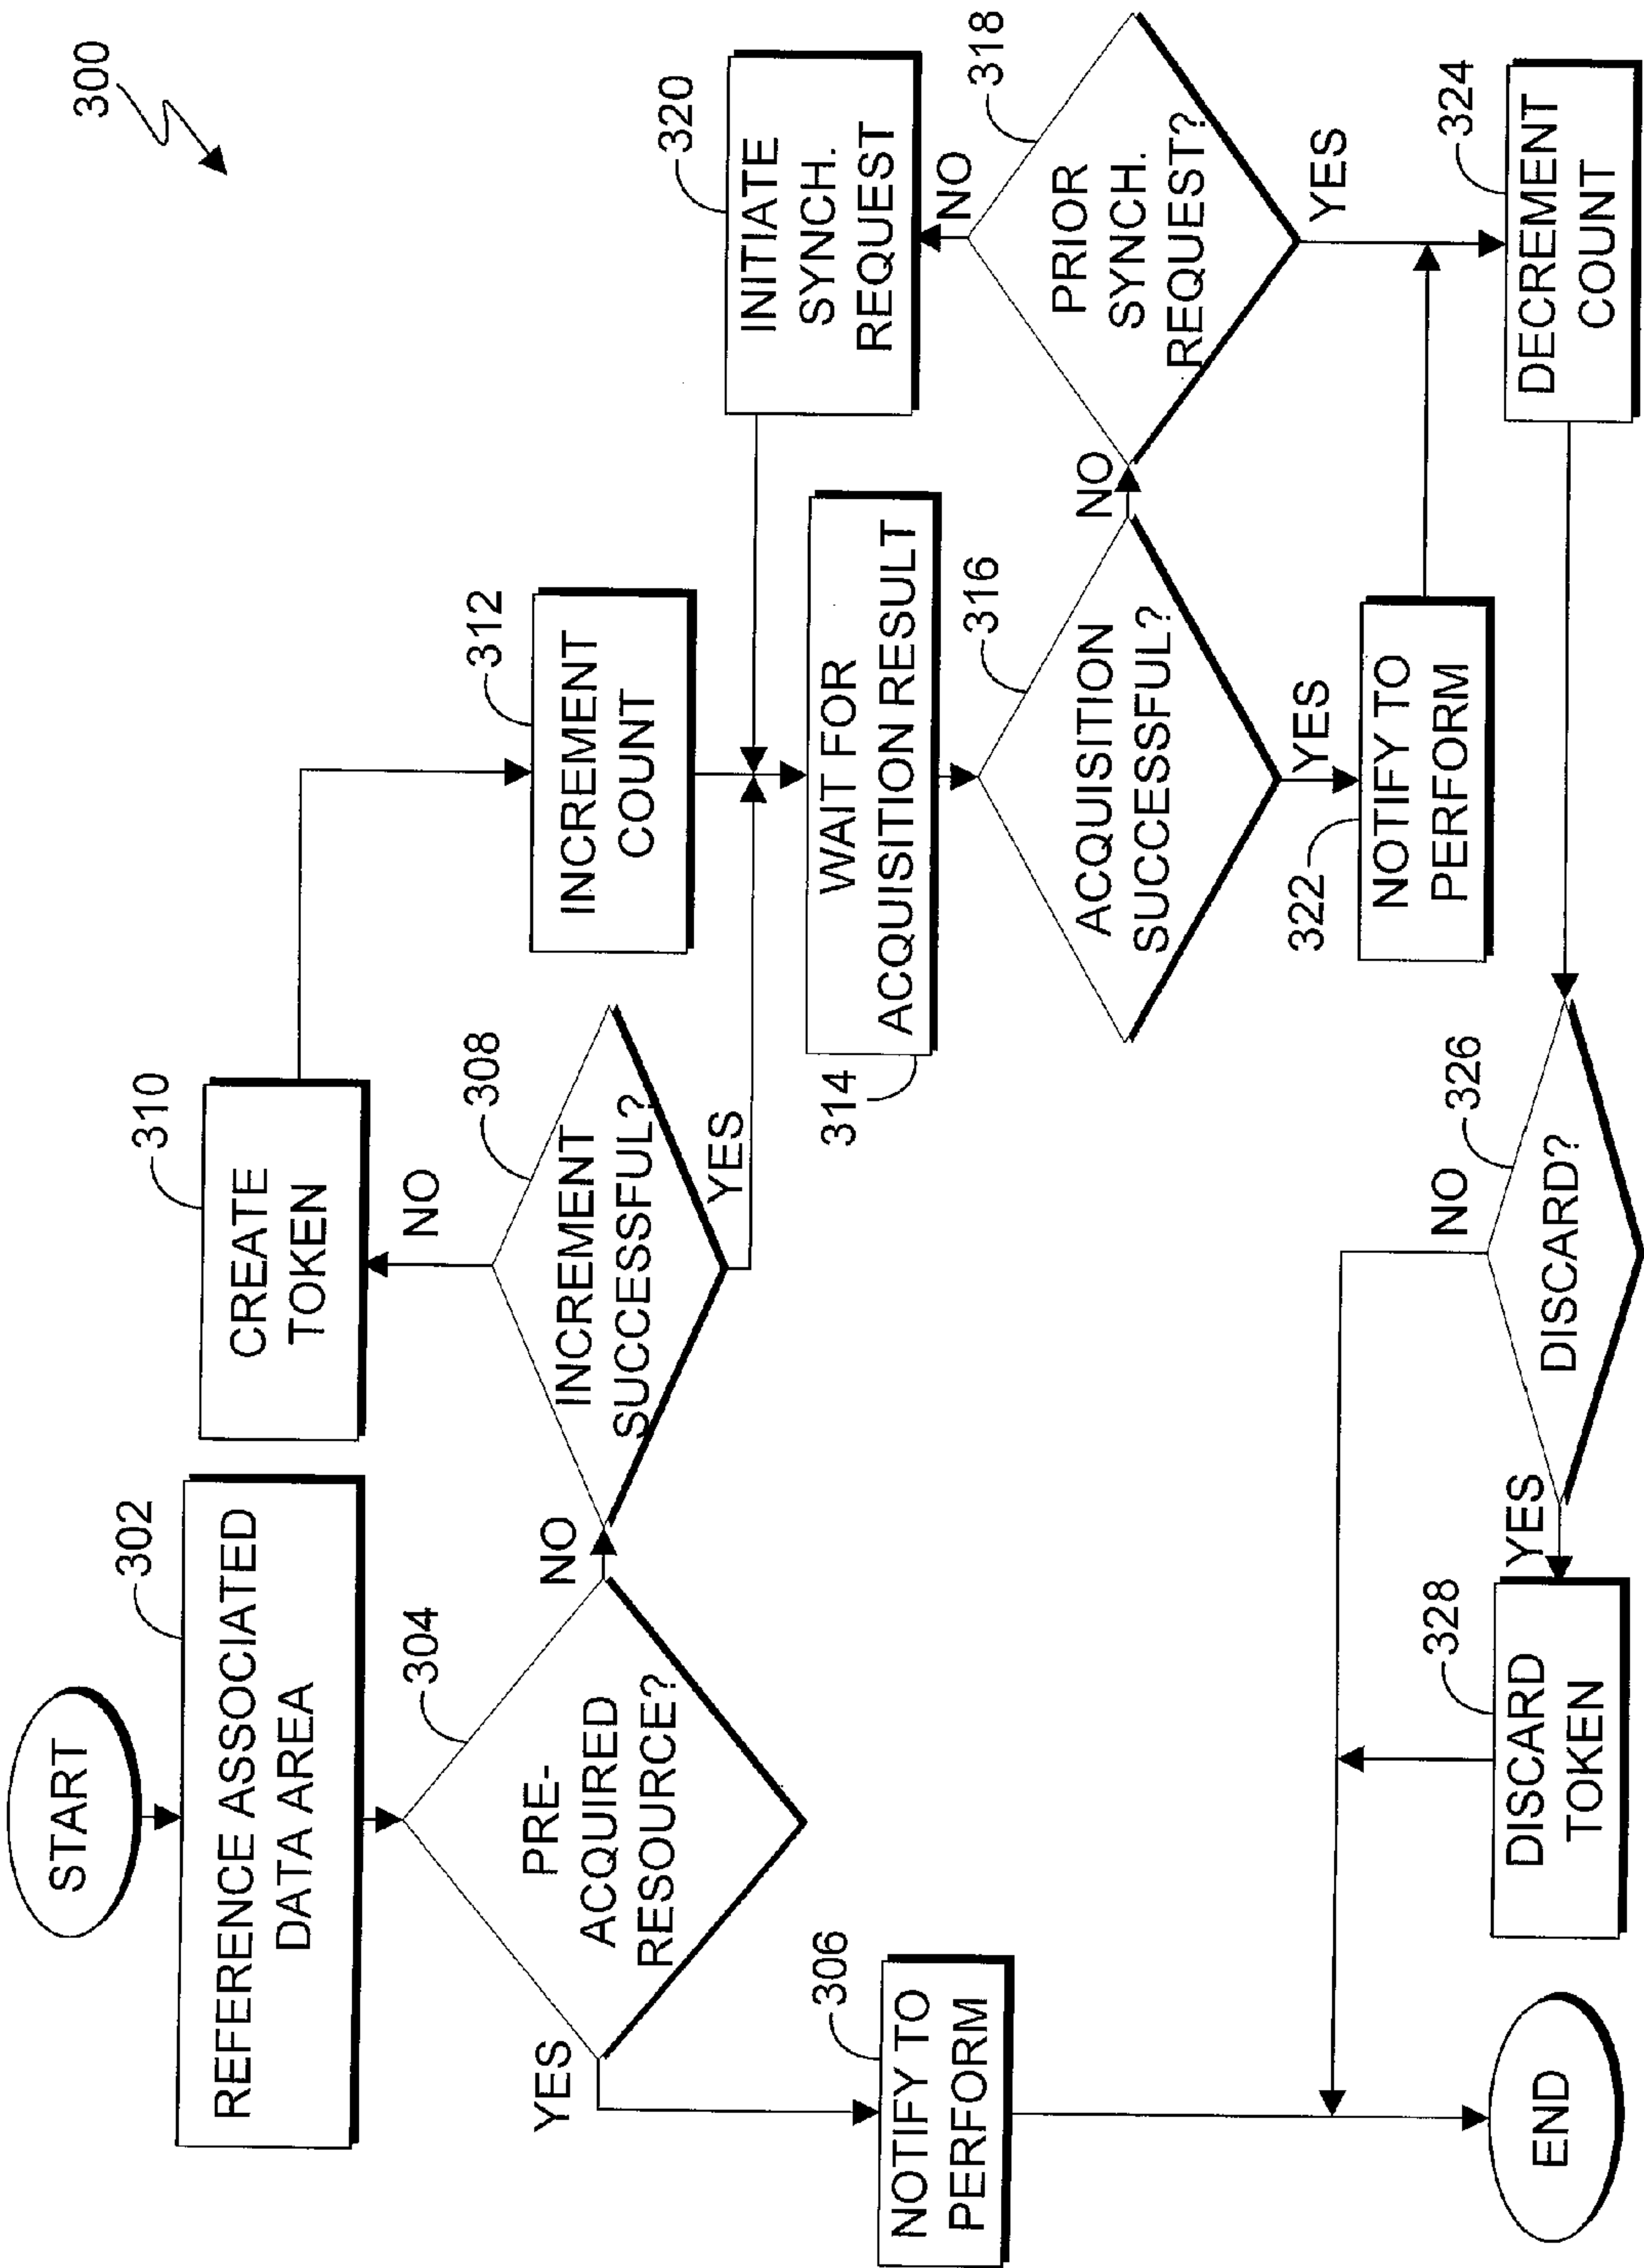 300
START
302
REFERENCE ASSOCIATED
DATA AREA
304
PRE-
ACQUIRED
RESOURCE?
YES
NO
306
NOTIFY TO
PERFORM
308
INCREMENT
SUCCESSFUL?
NO
YES
310
CREATE
TOKEN
312
INCREMENT
COUNT
314
WAIT FOR
ACQUISITION RESULT
316
ACQUISITION
SUCCESSFUL?
NO
YES
318
PRIOR
SYNCH.
REQUEST?
NO
YES
320
INITIATE
SYNCH.
REQUEST
322
NOTIFY TO
PERFORM
324
DECREMENT
COUNT
326
DISCARD?
NO
YES
328
DISCARD
TOKEN
END